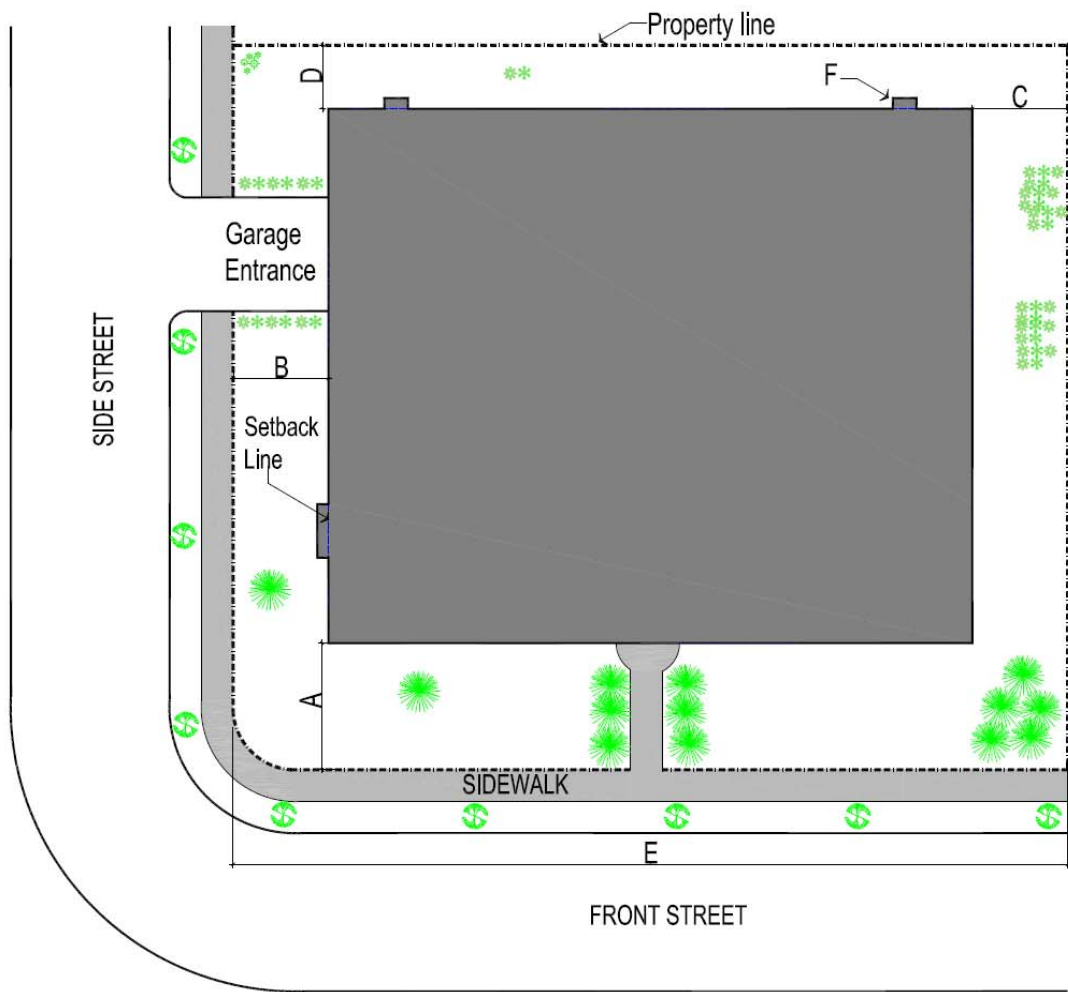 Property line
D
F
C
Garage
Entrance
B
SIDE STREET
Setback
Line
A
SIDEWALK
E
FRONT STREET